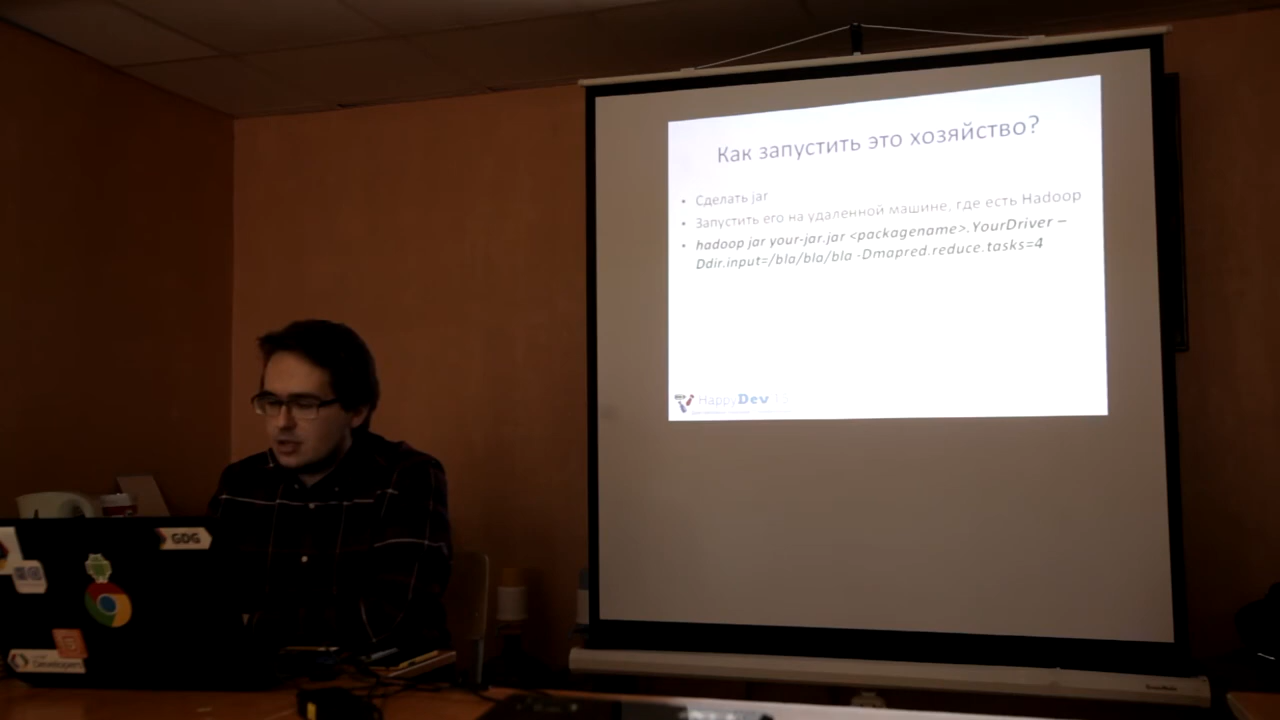 Как запустить это хозяйство?
• Сделать jar
• Запустить его на удаленной машине, где есть Hadoop
• hadoop jar your-jar.jar <packagename>.YourDriver –
Ddir.input=/bla/bla/bla -Dmapred.reduce.tasks=4
HappyDev
GDG
Developers